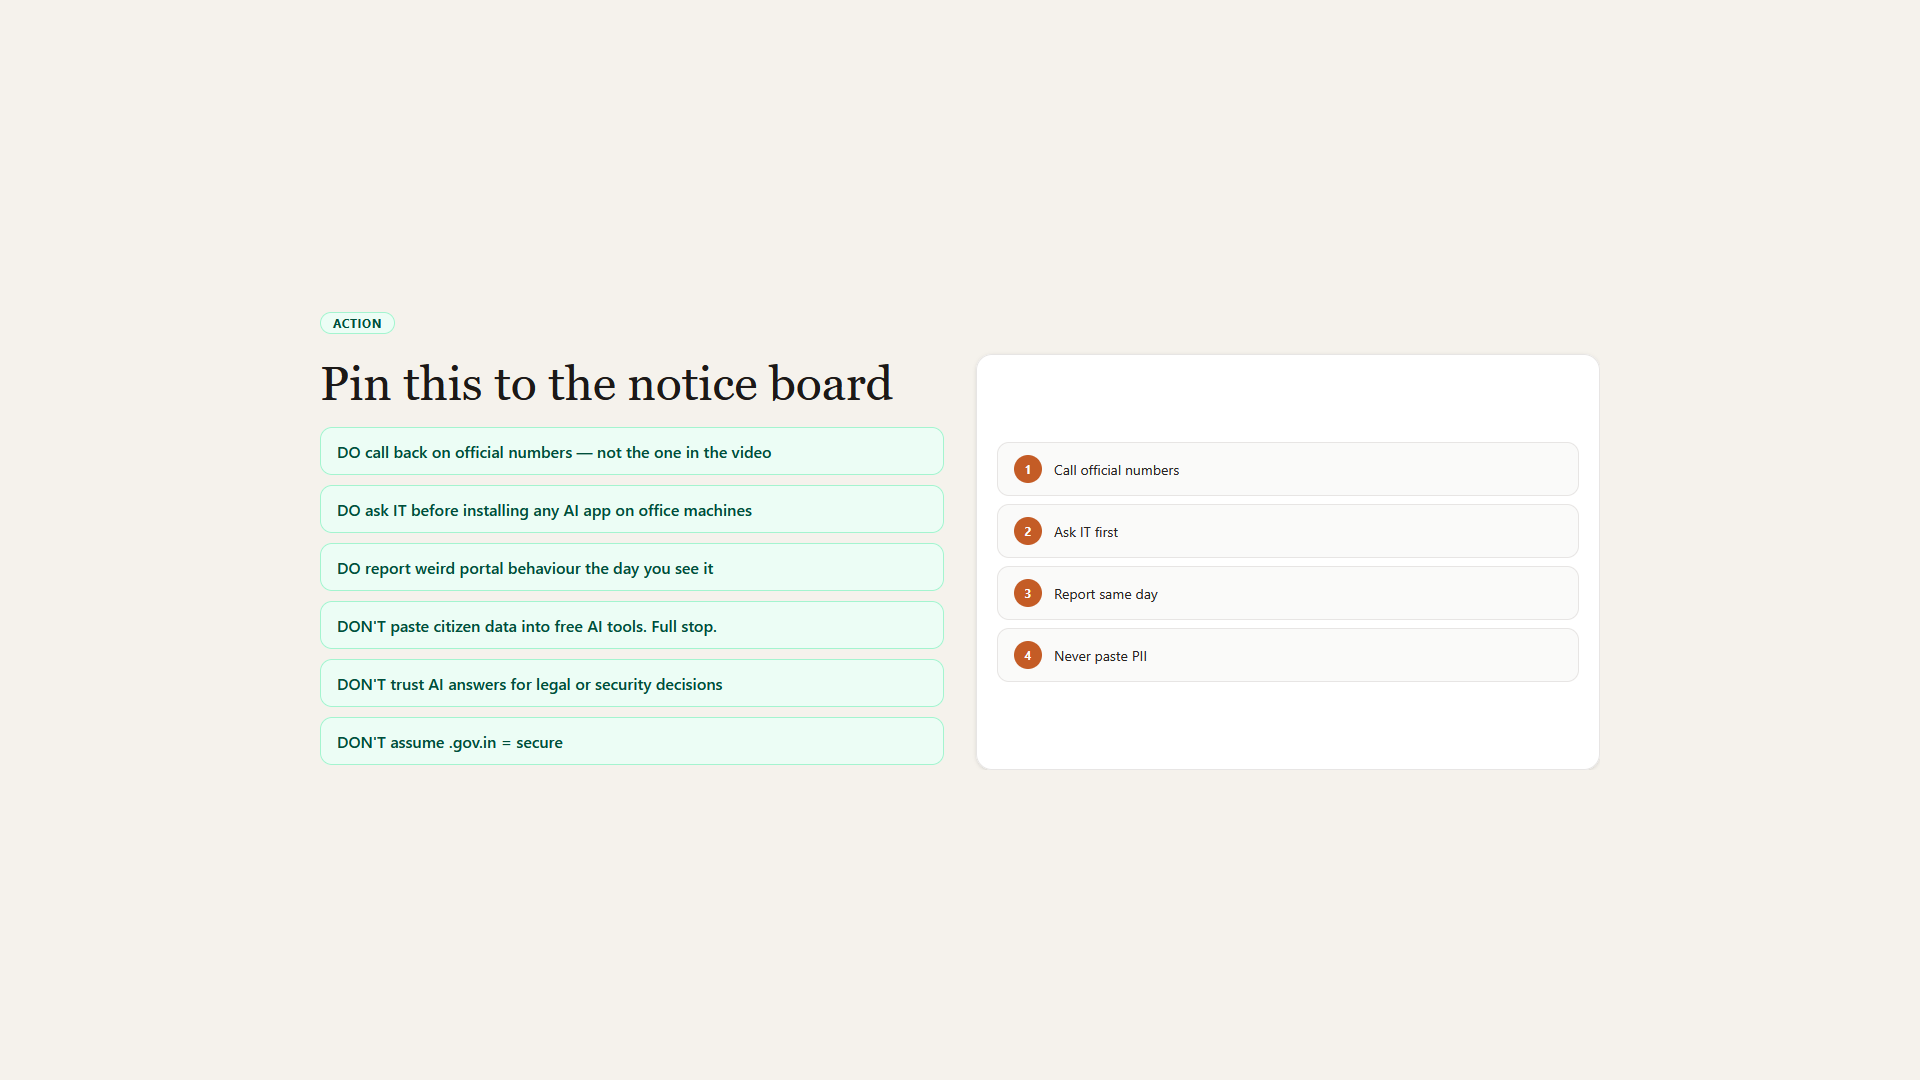 ACTION
Pin this to the notice board
DO call back on official numbers — not the one in the video
DO ask IT before installing any AI app on office machines
DO report weird portal behaviour the day you see it
DON'T paste citizen data into free AI tools. Full stop.
DON'T trust AI answers for legal or security decisions
DON'T assume .gov.in = secure
1 Call official numbers
2 Ask IT first
3 Report same day
4 Never paste PII